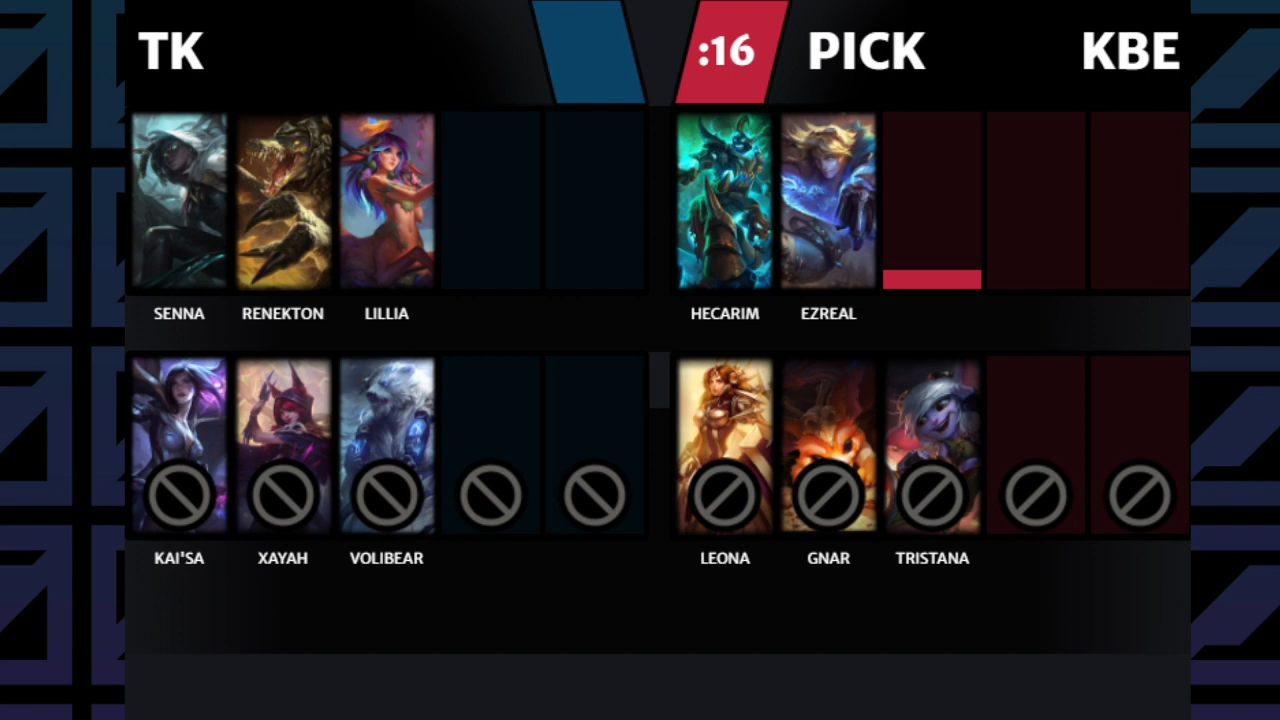 TK
:16 PICK KBE
SENNA RENEKTON LILLIA HECARIM EZREAL
KAI'SA XAYAH VOLIBEAR LEONA GNAR TRISTANA